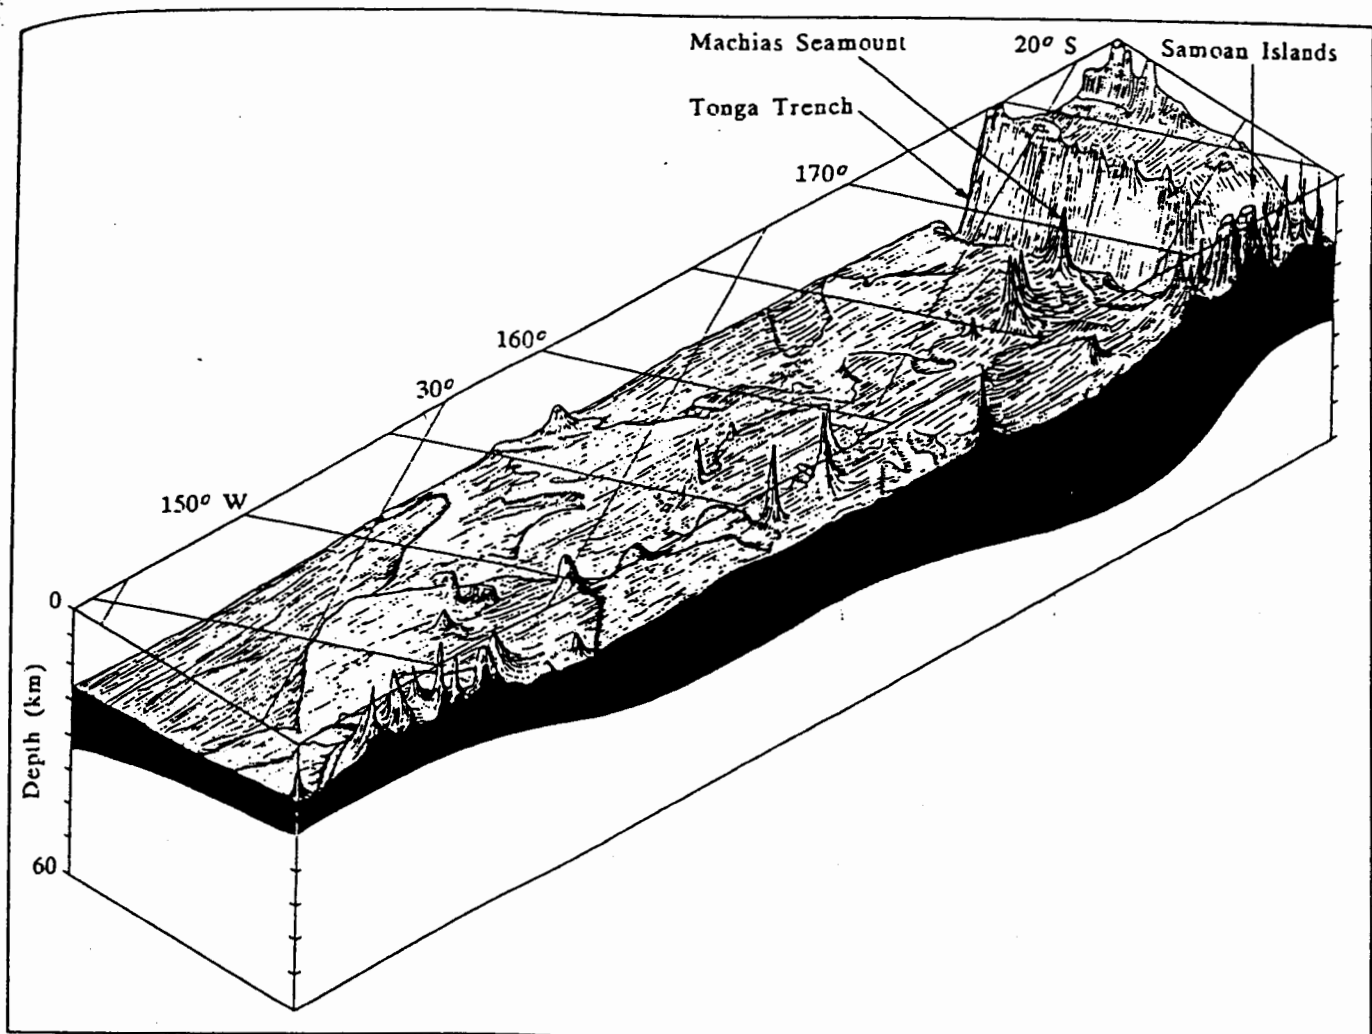 Machias Seamount
20° S
Samoan Islands
Tonga Trench
170°
160°
30°
150° W
0
Depth (km)
60